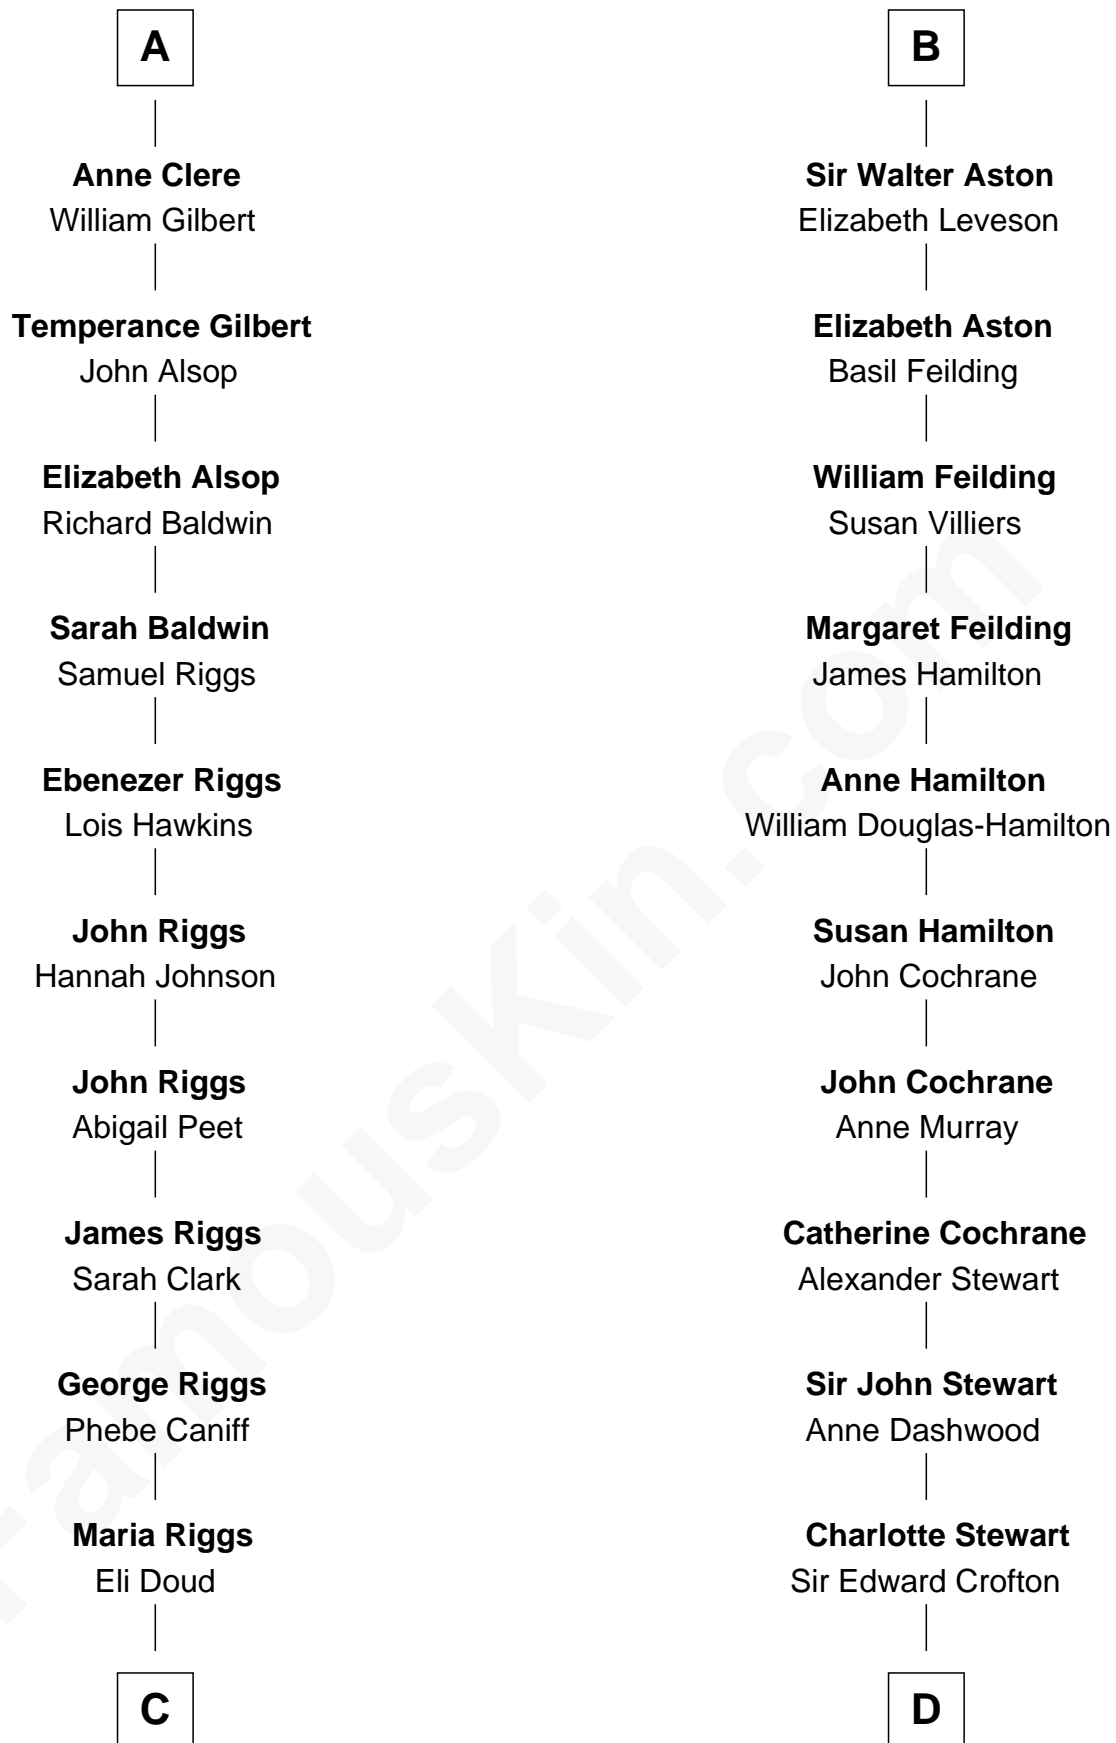 A
Anne Clere
William Gilbert
Temperance Gilbert
John Alsop
Elizabeth Alsop
Richard Baldwin
Sarah Baldwin
Samuel Riggs
Ebenezer Riggs
Lois Hawkins
John Riggs
Hannah Johnson
John Riggs
Abigail Peet
James Riggs
Sarah Clark
George Riggs
Phebe Caniff
Maria Riggs
Eli Doud
C
B
Sir Walter Aston
Elizabeth Leveson
Elizabeth Aston
Basil Feilding
William Feilding
Susan Villiers
Margaret Feilding
James Hamilton
Anne Hamilton
William Douglas-Hamilton
Susan Hamilton
John Cochrane
John Cochrane
Anne Murray
Catherine Cochrane
Alexander Stewart
Sir John Stewart
Anne Dashwood
Charlotte Stewart
Sir Edward Crofton
D
FamousKin.com